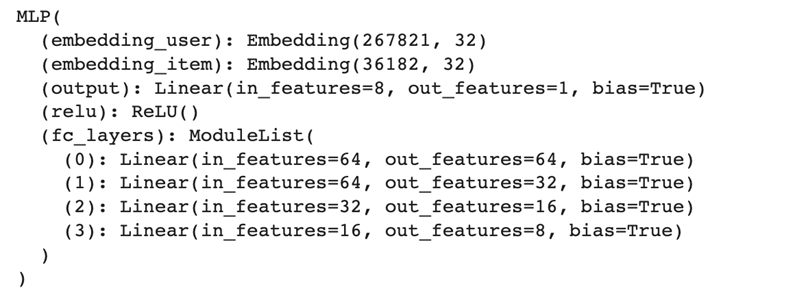 MLP(
  (embedding_user): Embedding(267821, 32)
  (embedding_item): Embedding(36182, 32)
  (output): Linear(in_features=8, out_features=1, bias=True)
  (relu): ReLU()
  (fc_layers): ModuleList(
    (0): Linear(in_features=64, out_features=64, bias=True)
    (1): Linear(in_features=64, out_features=32, bias=True)
    (2): Linear(in_features=32, out_features=16, bias=True)
    (3): Linear(in_features=16, out_features=8, bias=True)
  )
)